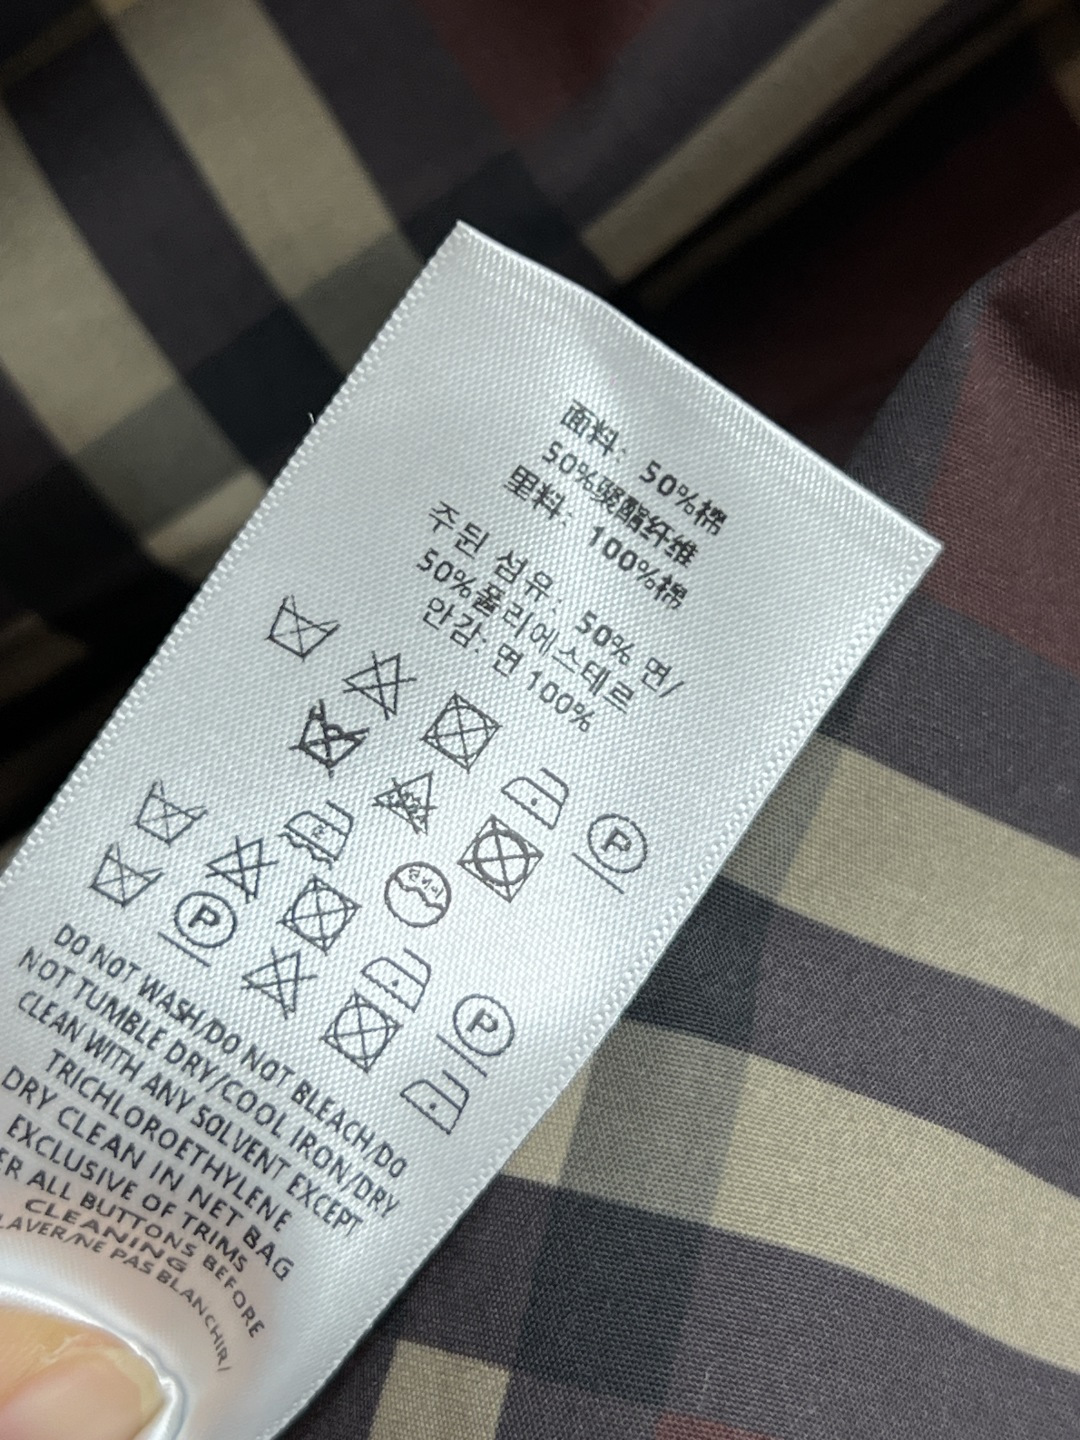 面料: 50%棉
50%聚酯纤维
里料: 100%棉
주된 섬유: 50% 면/
50%폴리에스테르
안감: 면 100%
P
P
P
DO NOT WASH/DO NOT BLEACH/DO
NOT TUMBLE DRY/COOL IRON/DRY
CLEAN WITH ANY SOLVENT EXCEPT
TRICHLOROETHYLENE
DRY CLEAN IN NET BAG
EXCLUSIVE OF TRIMS
ALL BUTTONS BEFORE
CLEANING
LAVER/NE PAS BLANCHIR/